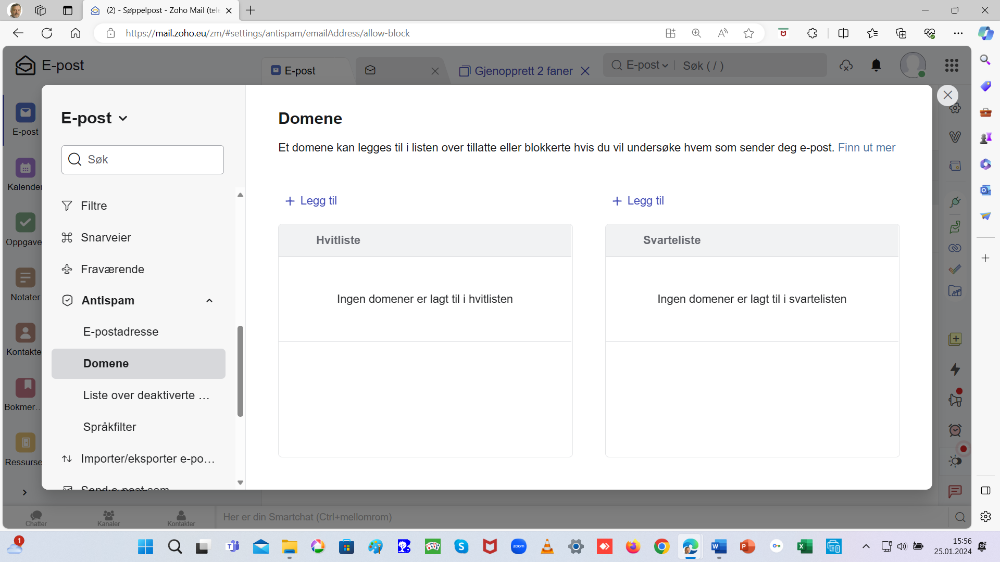 (2) - Søppelpost - Zoho Mail (tele
https://mail.zoho.eu/zm/#settings/antispam/emailAddress/allow-block
E-post
E-post
Gjenopprett 2 faner
E-post
Søk ( / )
E-post
Kalender
Oppgave
Notater
Kontakte
Bokmer...
Ressurse
E-post
Søk
Filtre
Snarveier
Fraværende
Antispam
E-postadresse
Domene
Liste over deaktiverte ...
Språkfilter
Importer/eksporter e-po...
Send e-post som
Domene
Et domene kan legges til i listen over tillatte eller blokkerte hvis du vil undersøke hvem som sender deg e-post. Finn ut mer
+ Legg til
+ Legg til
Hvitliste
Svarteliste
Ingen domener er lagt til i hvitlisten
Ingen domener er lagt til i svartelisten
Chatter
Kanaler
Kontakter
Her er din Smartchat (Ctrl+mellomrom)
1
zoom
15:56
25.01.2024